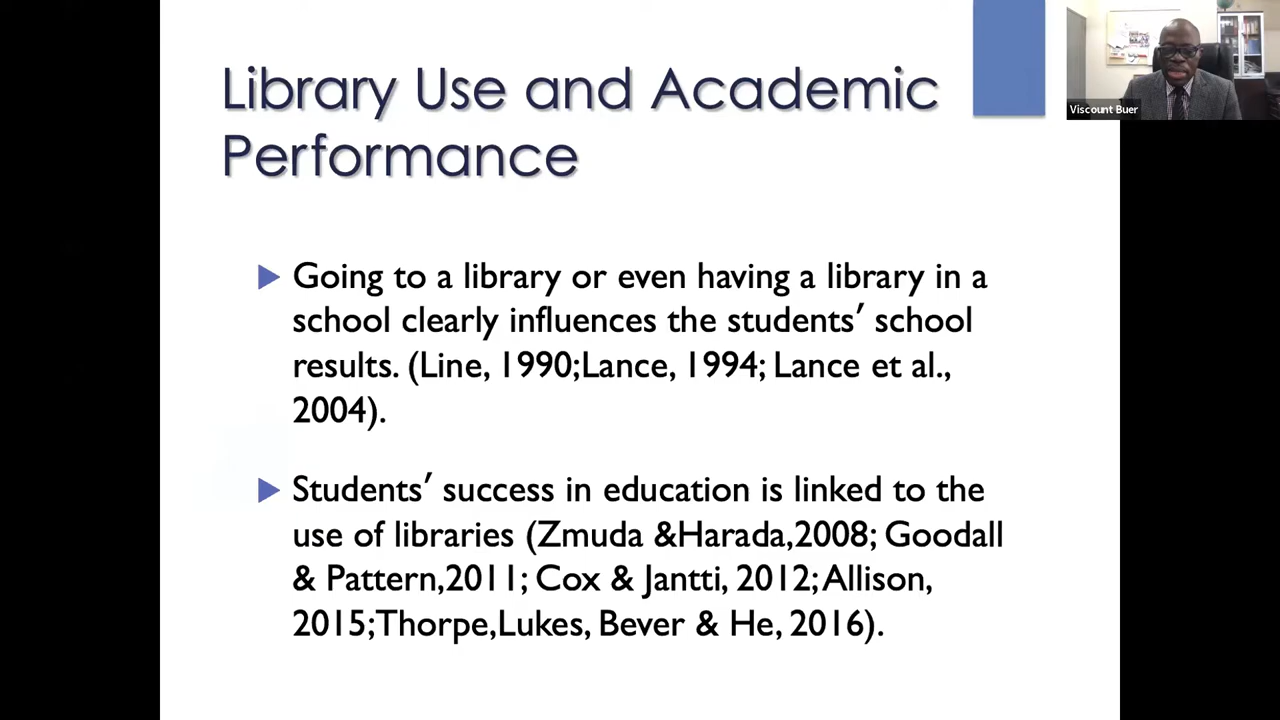 Library Use and Academic
Performance
Viscount Buer
Going to a library or even having a library in a
school clearly influences the students’ school
results. (Line, 1990;Lance, 1994; Lance et al.,
2004).
Students’ success in education is linked to the
use of libraries (Zmuda &Harada,2008; Goodall
& Pattern,2011; Cox & Jantti, 2012; Allison,
2015;Thorpe,Lukes, Bever & He, 2016).